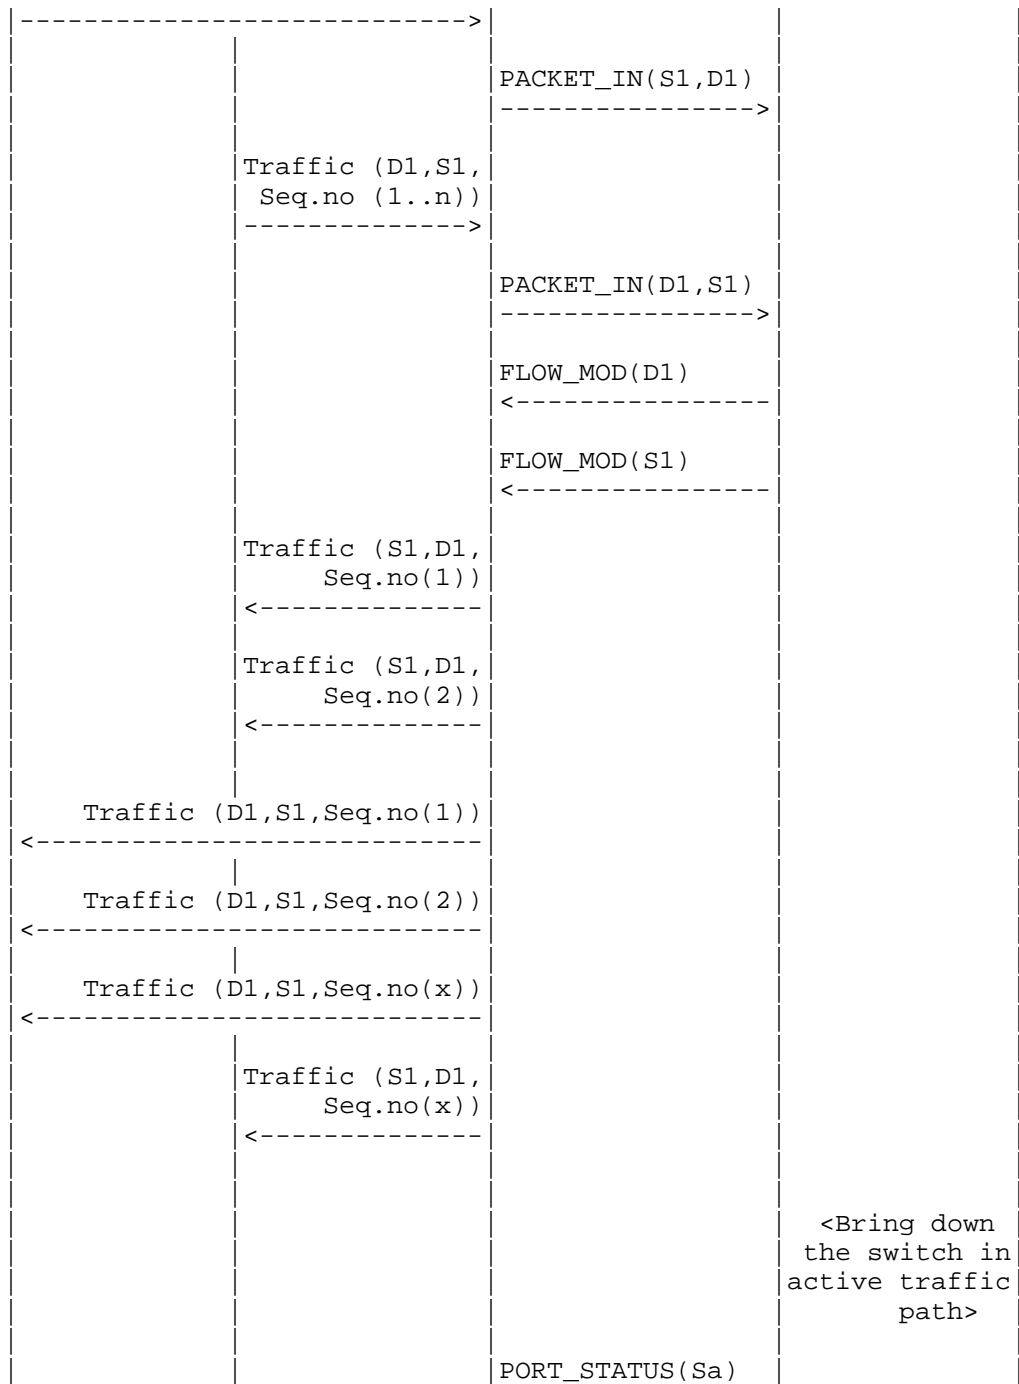 PACKET_IN(S1,D1)
Traffic (D1,S1,
Seq.no (1..n))
PACKET_IN(D1,S1)
FLOW_MOD(D1)
FLOW_MOD(S1)
Traffic (S1,D1,
Seq.no(1))
Traffic (S1,D1,
Seq.no(2))
Traffic (D1,S1,Seq.no(1))
Traffic (D1,S1,Seq.no(2))
Traffic (D1,S1,Seq.no(x))
Traffic (S1,D1,
Seq.no(x))
<Bring down
the switch in
active traffic
path>
PORT_STATUS(Sa)